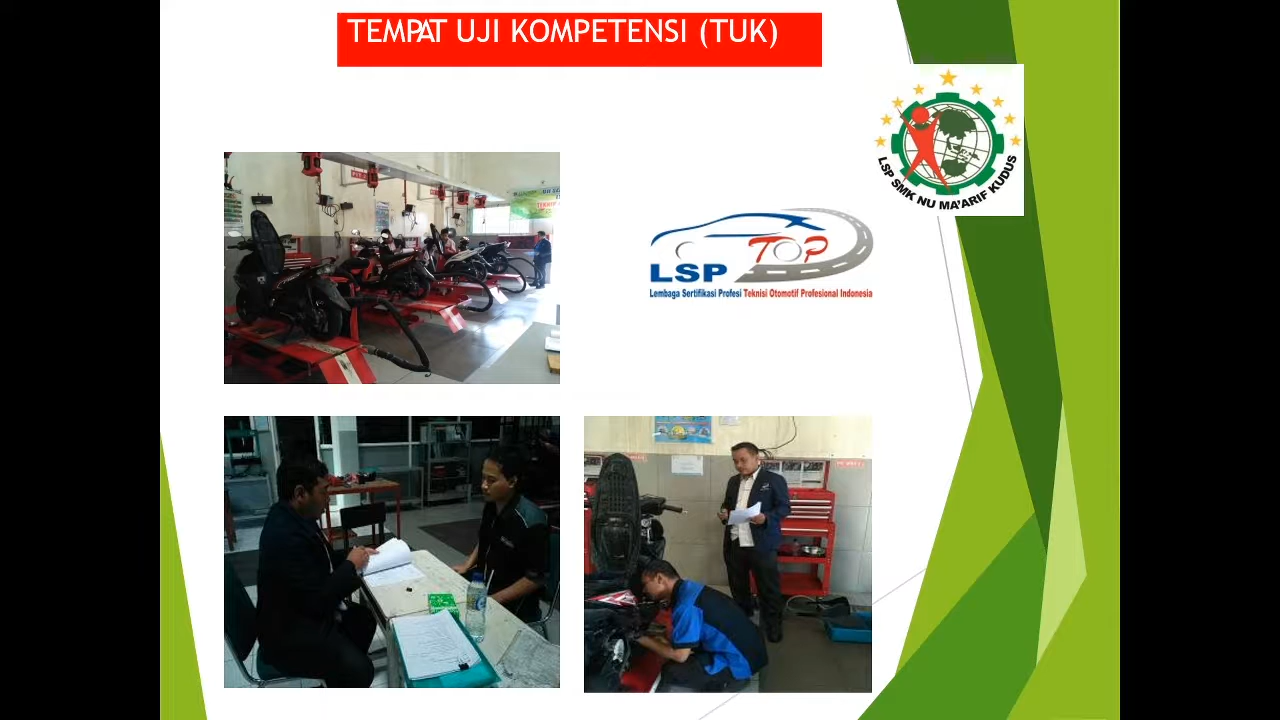 TEMPAT UJI KOMPETENSI (TUK)
LSP SMK NU MA'ARIF KUDUS
TOP
LSP
Lembaga Sertifikasi Profesi Teknisi Otomotif Profesional Indonesia